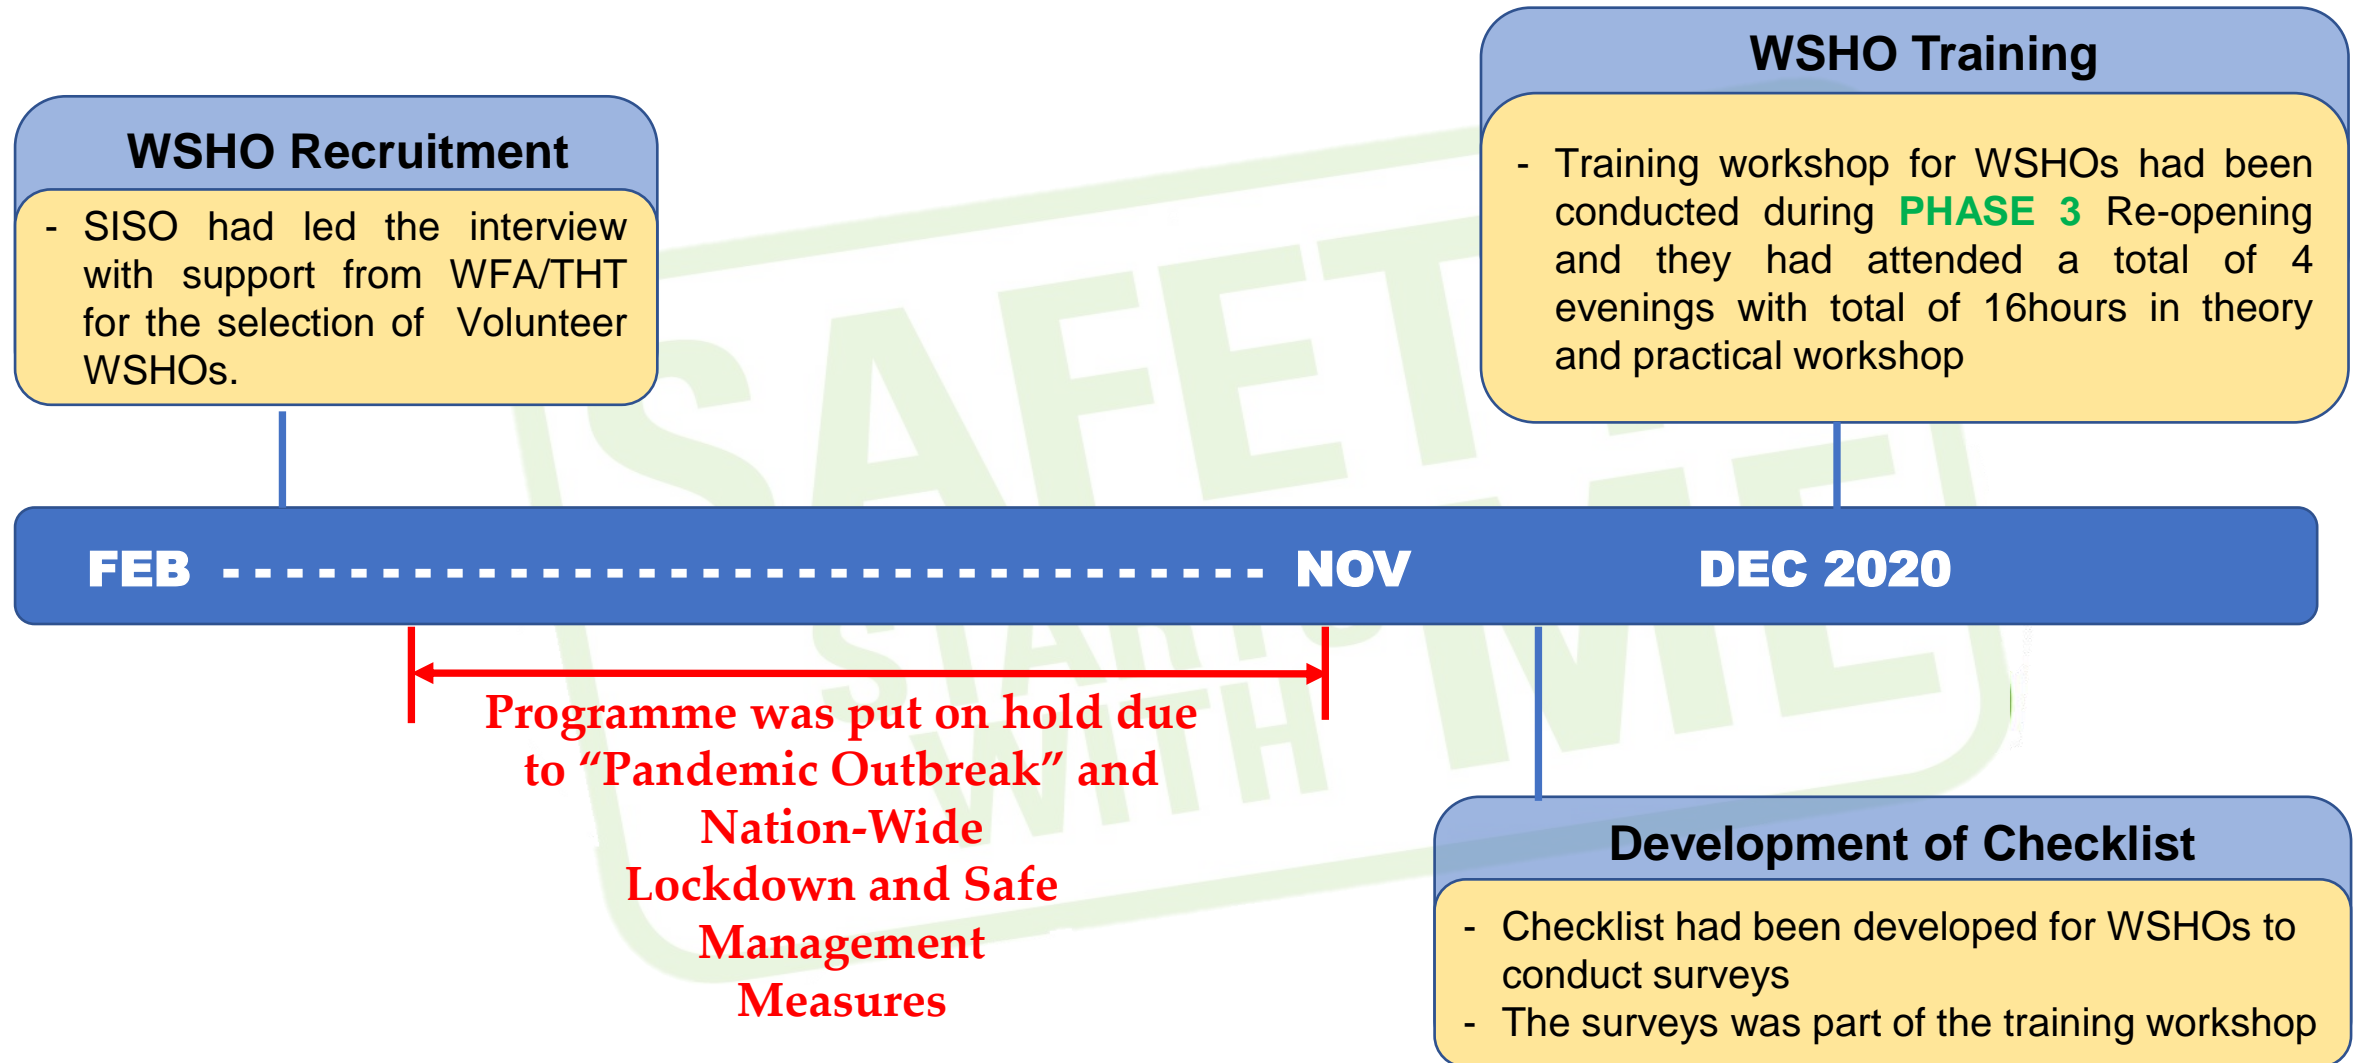 WSHO Recruitment
- SISO had led the interview
with support from WFA/THT
for the selection of Volunteer
WSHOs.
WSHO Training
- Training workshop for WSHOs had been
conducted during PHASE 3 Re-opening
and they had attended a total of 4
evenings with total of 16hours in theory
and practical workshop
FEB NOV DEC 2020
Programme was put on hold due
to “Pandemic Outbreak” and
Nation-Wide
Lockdown and Safe
Management
Measures
Development of Checklist
- Checklist had been developed for WSHOs to
conduct surveys
- The surveys was part of the training workshop
SAFET
STARTS
WITH ME